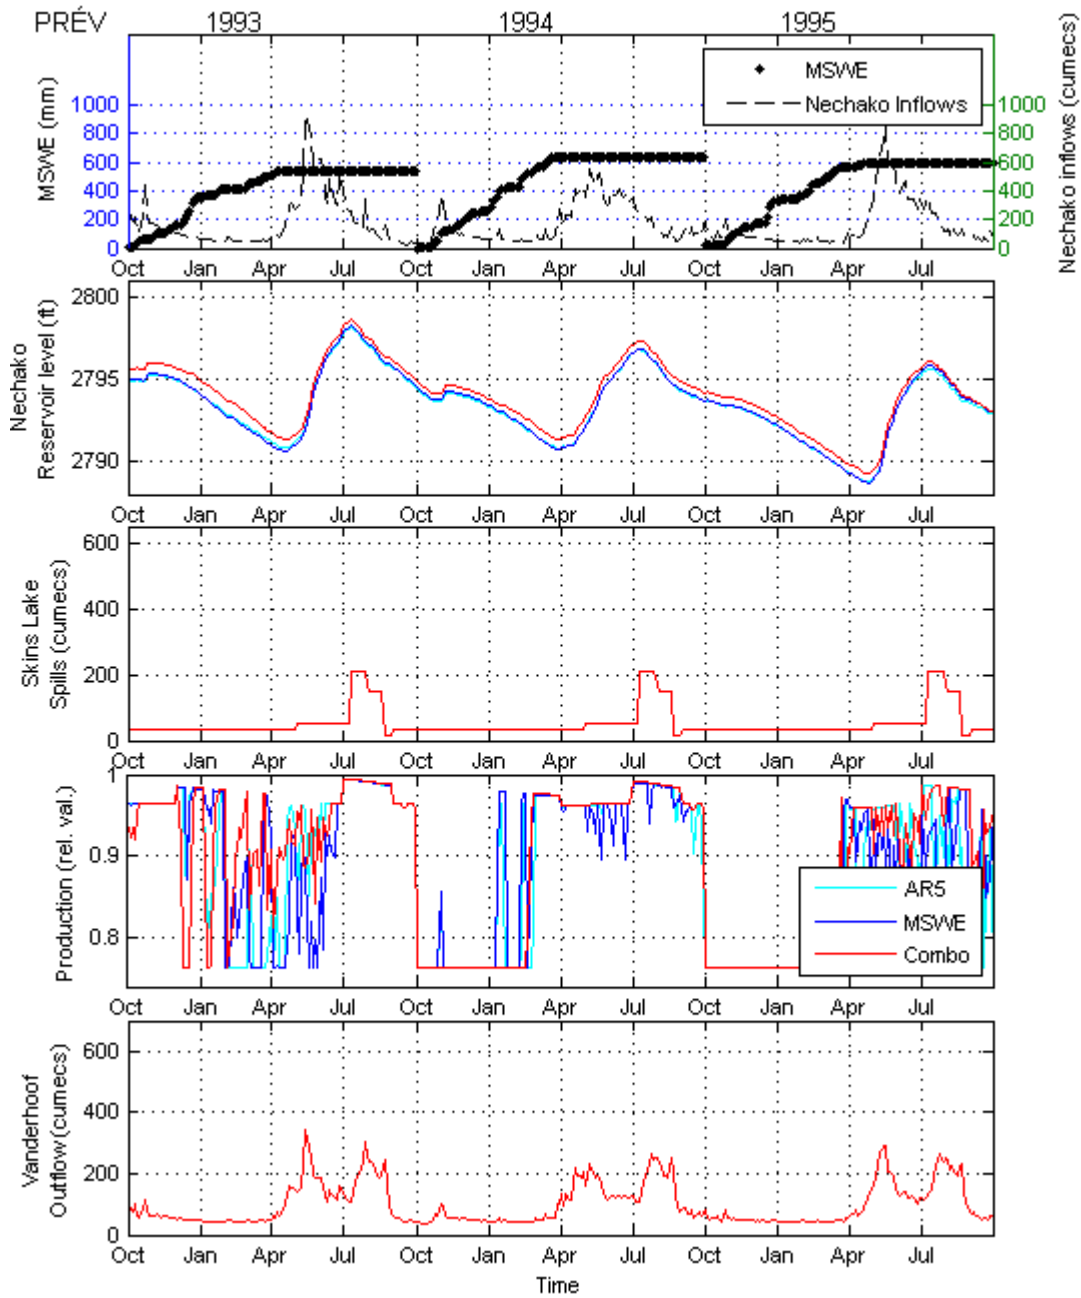 PRÉV 1993 1994 1995
MSWE
Nechako Inflows
MSWE (mm)
1000
800
600
400
200
0
1000
800
600
400
200
0
Nechako inflows (cumecs)
Oct Jan Apr Jul Oct Jan Apr Jul Oct Jan Apr Jul
Nechako
Reservoir level (ft)
2800
2795
2790
Oct Jan Apr Jul Oct Jan Apr Jul Oct Jan Apr Jul
Skins Lake
Spills (cumecs)
600
400
200
0
Oct Jan Apr Jul Oct Jan Apr Jul Oct Jan Apr Jul
Production (rel. val.)
1
0.9
0.8
AR5
MSWE
Combo
Oct Jan Apr Jul Oct Jan Apr Jul Oct Jan Apr Jul
Vanderhoof
Outflow (cumecs)
600
400
200
0
Oct Jan Apr Jul Oct Jan Apr Jul Oct Jan Apr Jul
Time